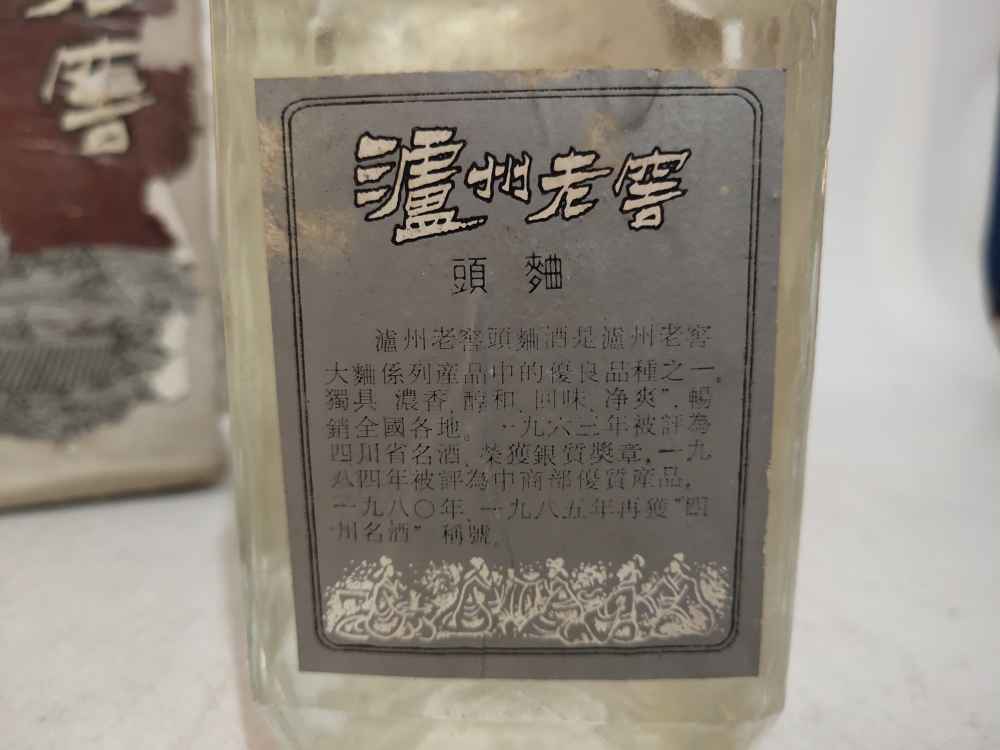 窖
瀘州老窖
頭 麯
瀘州老窖頭麯酒是瀘州老窖
大麯係列産品中的優良品種之一。
獨具“濃香、醇和、回味、净爽”，暢
銷全國各地。一九六三年被評為
四川省名酒，榮獲銀質奬章，一九
八四年被評為中商部優質産品，
一九八〇年、一九八五年再獲“四
川名酒”稱號。